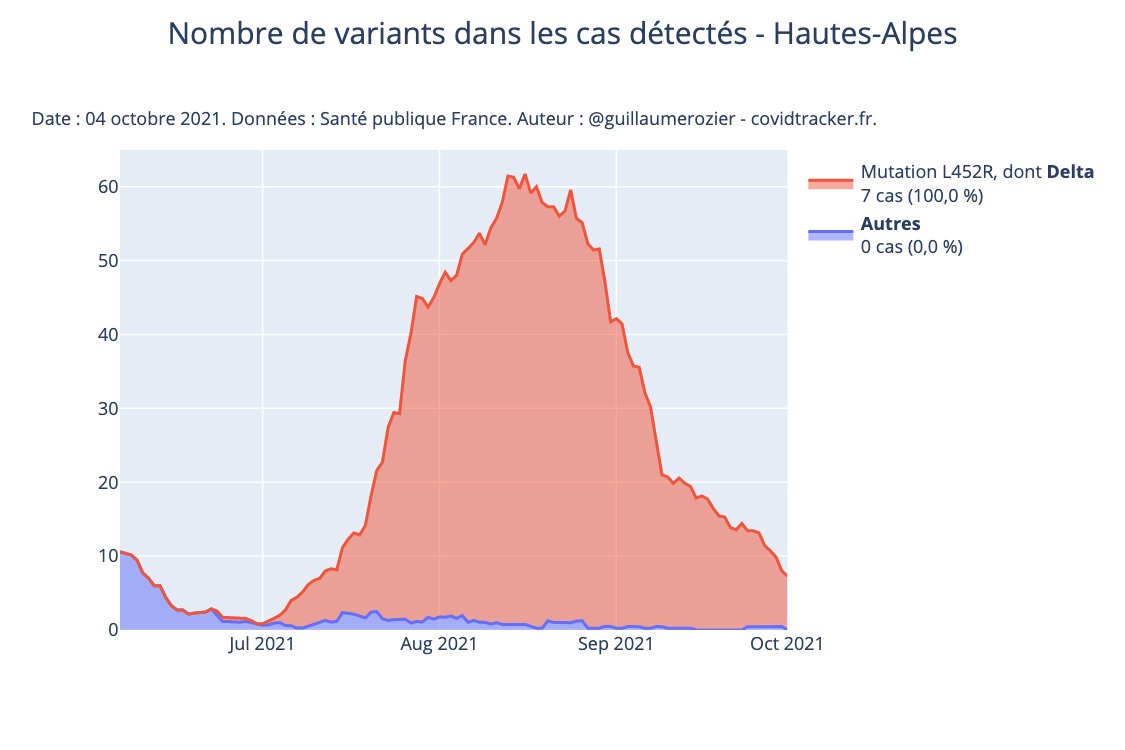 Nombre de variants dans les cas détectés - Hautes-Alpes
Date : 04 octobre 2021. Données : Santé publique France. Auteur : @guillaumerozier - covidtracker.fr.
Mutation L452R, dont Delta
7 cas (100,0 %)
Autres
0 cas (0,0 %)
60
50
40
30
20
10
0
Jul 2021 Aug 2021 Sep 2021 Oct 2021